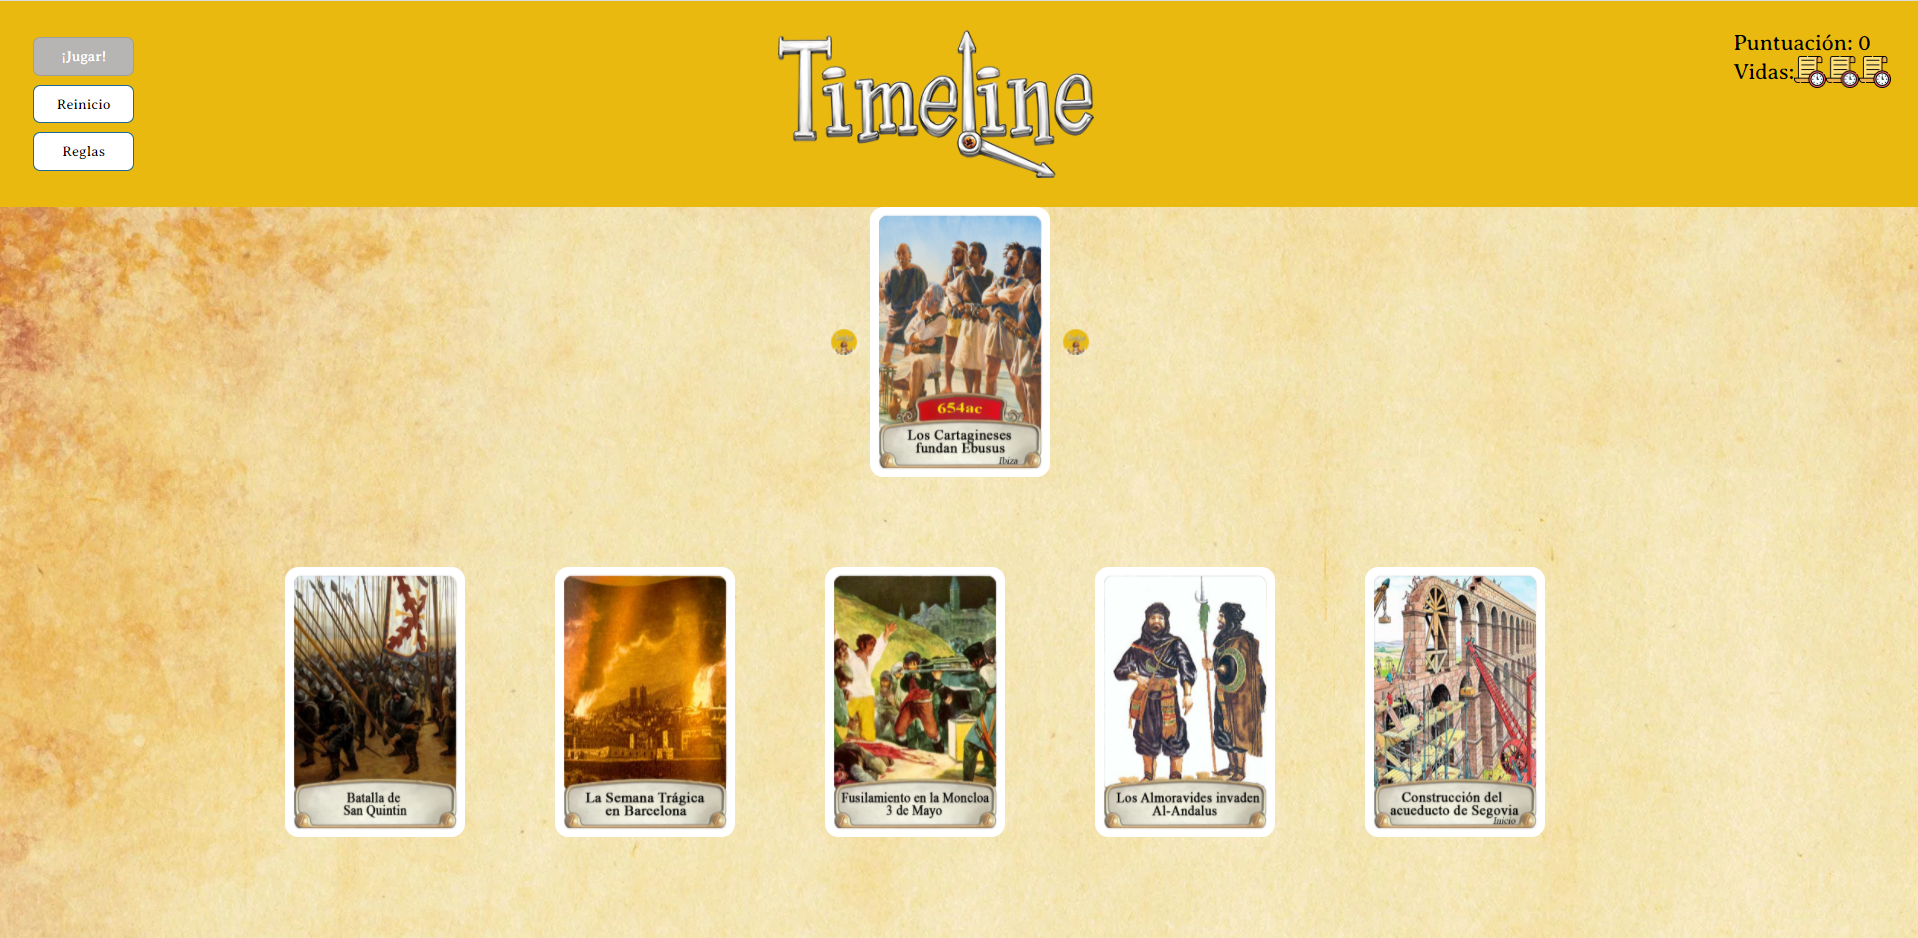 ¡Jugar!
Reinicio
Reglas
Timeline
Puntuación: 0
Vidas:
654ac
Los Cartagineses
fundan Ebusus
Ibiza
Batalla de
San Quintin
La Semana Trágica
en Barcelona
Fusilamiento en la Moncloa
3 de Mayo
Los Almoravides invaden
Al-Andalus
Construcción del
acueducto de Segovia
Inicio